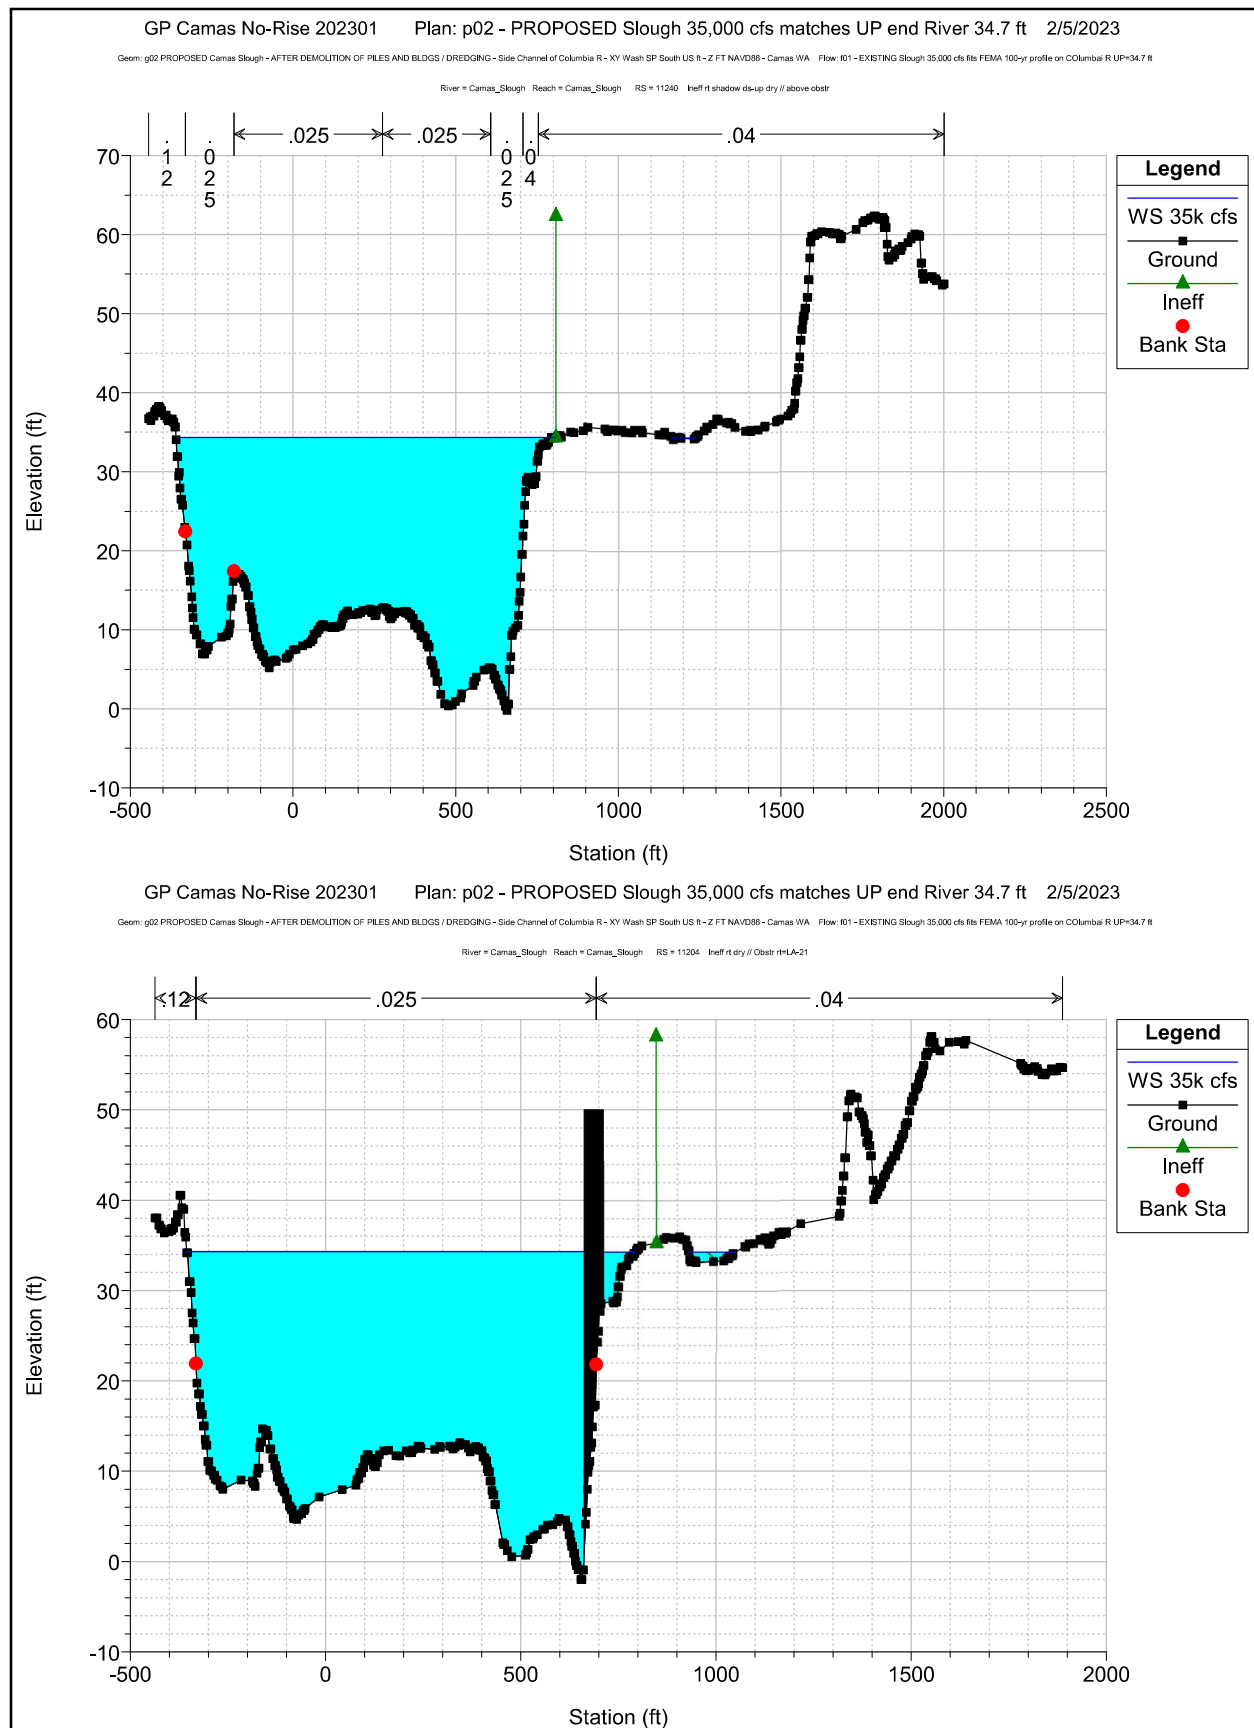 GP Camas No-Rise 202301 Plan: p02 - PROPOSED Slough 35,000 cfs matches UP end River 34.7 ft 2/5/2023
Geom: g02 PROPOSED Camas Slough - AFTER DEMOLITION OF PILES AND BLDGS / DREDGING - Side Channel of Columbia R - XY Wash SP South US ft - Z FT NAVD88 - Camas WA Flow: f01 - EXISTING Slough 35,000 cfs fits FEMA 100-yr profile on COlumbai R UP=34.7 ft
River = Camas_Slough Reach = Camas_Slough RS = 11240 Ineff rt shadow ds-up dry // above obstr
.12
.025
.025
.025
.025
.04
.04
70
60
50
40
30
20
10
0
-10
Elevation (ft)
-500 0 500 1000 1500 2000 2500
Station (ft)
Legend
WS 35k cfs
Ground
Ineff
Bank Sta
GP Camas No-Rise 202301 Plan: p02 - PROPOSED Slough 35,000 cfs matches UP end River 34.7 ft 2/5/2023
Geom: g02 PROPOSED Camas Slough - AFTER DEMOLITION OF PILES AND BLDGS / DREDGING - Side Channel of Columbia R - XY Wash SP South US ft - Z FT NAVD88 - Camas WA Flow: f01 - EXISTING Slough 35,000 cfs fits FEMA 100-yr profile on COlumbai R UP=34.7 ft
River = Camas_Slough Reach = Camas_Slough RS = 11204 Ineff rt dry // Obstr rt=LA-21
.12
.025
.04
60
50
40
30
20
10
0
-10
Elevation (ft)
-500 0 500 1000 1500 2000
Station (ft)
Legend
WS 35k cfs
Ground
Ineff
Bank Sta